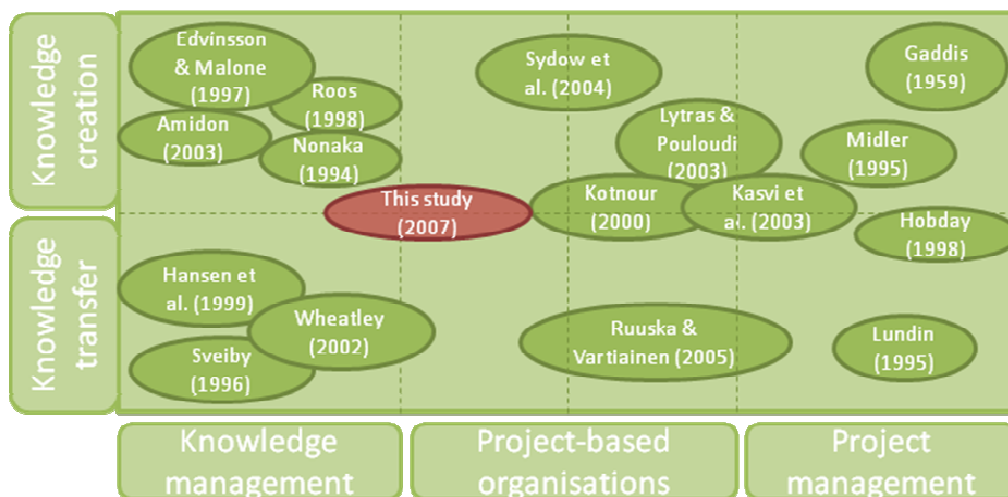 Knowledge
creation
Edvinsson
& Malone
(1997)
Roos
(1998)
Amidon
(2003)
Nonaka
(1994)
Sydow et
al. (2004)
Lytras &
Pouloudi
(2003)
Gaddis
(1959)
Midler
(1995)
This study
(2007)
Kotnour
(2000)
Kasvi et
al. (2003)
Hobday
(1998)
Knowledge
transfer
Hansen et
al. (1999)
Wheatley
(2002)
Sveiby
(1996)
Ruuska &
Vartiainen (2005)
Lundin
(1995)
Knowledge
management
Project-based
organisations
Project
management